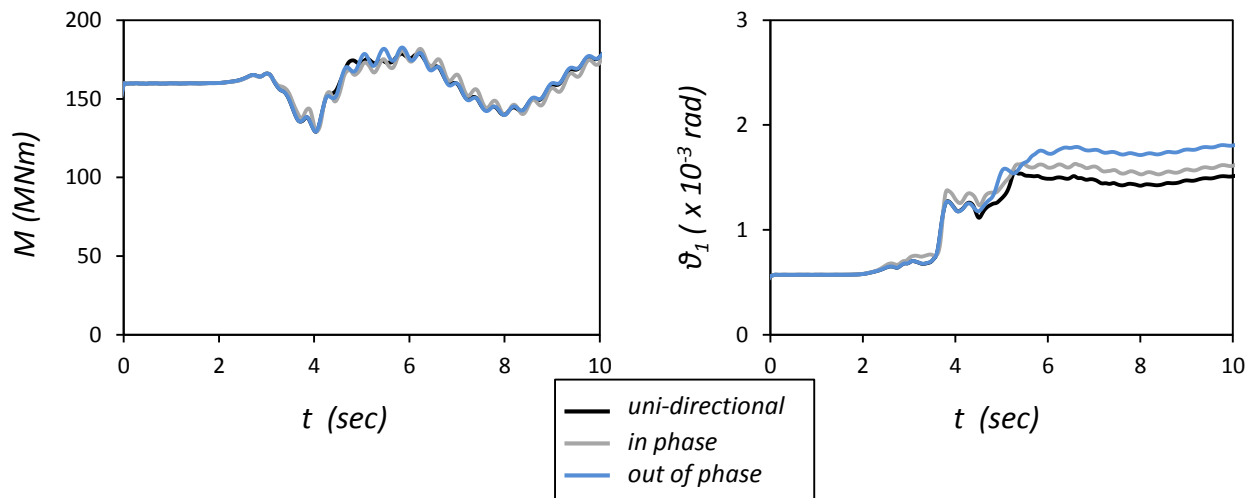 200
150
100
50
0
M (MNm)
0 2 4 6 8 10
t (sec)
3
2
1
0
ϑ1 ( x 10-3 rad)
0 2 4 6 8 10
t (sec)
uni-directional
in phase
out of phase